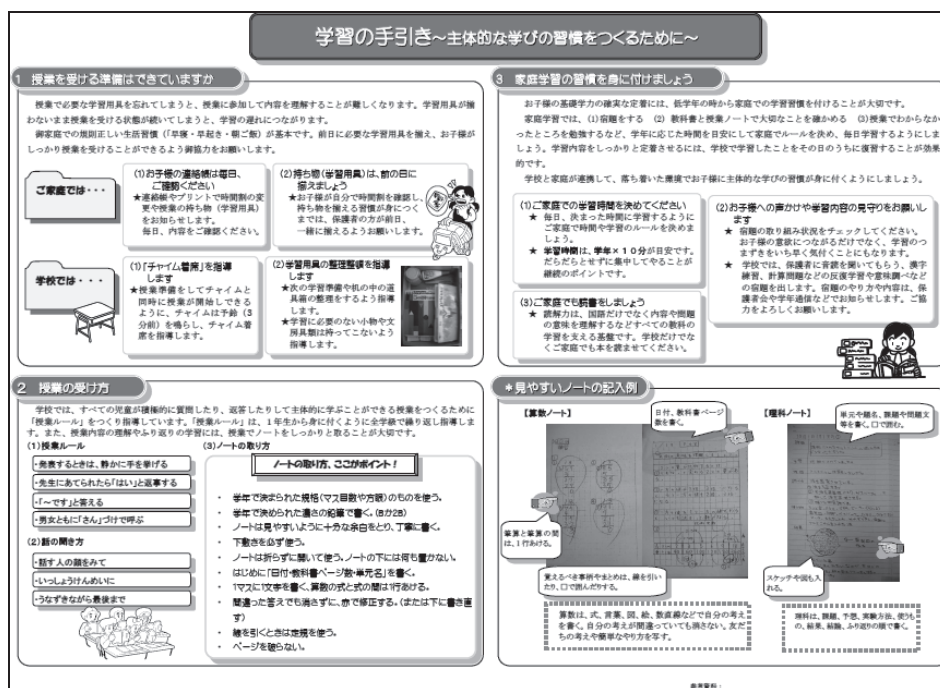 学習の手引き~主体的な学びの習慣をつくるために~
1 授業を受ける準備はできていますか
授業で必要な学習用具を忘れてしまうと、授業に参加して内容を理解することが難しくなります。学習用具が揃
わないまま授業を受ける状態が続いてしまうと、学習の遅れにつながります。
御家庭での規則正しい生活習慣(「早寝・早起き・朝ご飯」)が基本です。前日に必要な学習用具を揃え、お子様が
しっかり授業を受けることができるよう御協力をお願いします。
ご家庭では・・・
(1)お子様の連絡帳は毎日、
ご確認ください
★連絡帳やプリントで時間割の変
更や授業の持ち物(学習用具)
をお知らせします。
毎日、内容をご確認ください。
(2)持ち物(学習用具)は、前の日に
揃えましょう
★お子様が自分で時間割を確認し、
持ち物を揃える習慣が身につく
までは、保護者の方が前日、
一緒に揃えるようお願いします。
学校では・・・
(1)「チャイム着席」を指導
します
★授業準備をしてチャイムと
同時に授業が開始できる
ように、チャイムは予鈴(3
分前)を鳴らし、チャイム着
席を指導します。
(2)学習用具の整理整頓を指導
します
★次の学習準備や机の中の道
具箱の整理をするよう指導
します。
★学習に必要のない小物や文
房具類は持ってこないよう
指導します。
2 授業の受け方
学校では、すべての児童が積極的に質問したり、返答したりして主体的に学ぶことができる授業をつくるために
「授業ルール」をつくり指導しています。「授業ルール」は、1年生から身に付くように全学級で繰り返し指導しま
す。また、授業内容の理解やふり返りの学習には、授業でノートをしっかりと取ることが大切です。
(1)授業ルール
・発表するときは、静かに手を挙げる
・先生にあてられたら「はい」と返事する
・「~です」と答える
・男女ともに「さん」づけで呼ぶ
(2)話の聞き方
・話す人の顔をみて
・いっしょうけんめいに
・うなずきながら最後まで
(3)ノートの取り方
ノートの取り方、ここがポイント!
・ 学年で決まられた規格(マス目数や方眼)のものを使う。
・ 学年で決められた濃さの鉛筆で書く。(Bか2B)
・ ノートは見やすいように十分な余白をとり、丁寧に書く。
・ 下敷きを必ず使う。
・ ノートは折らずに開いて使う。ノートの下には何も置かない。
・ はじめに「日付・教科書ページ数・単元名」を書く。
・ 1マスに1文字を書く、算数の式と式の間は1行あける。
・ 間違った答えでも消さずに、赤で修正する。(または下に書き直
す)
・ 線を引くときは定規を使う。
・ ページを破らない。
3 家庭学習の習慣を身に付けましょう
お子様の基礎学力の確実な定着には、低学年の時から家庭での学習習慣を付けることが大切です。
家庭学習では、(1)宿題をする (2) 教科書と授業ノートで大切なことを確かめる (3)授業でわからなか
ったところを勉強するなど、学年に応じた時間を目安にして家庭でルールを決め、毎日学習するようにしま
しょう。学習内容をしっかりと定着させるには、学校で学習したことをその日のうちに復習することが効果
的です。
学校と家庭が連携して、落ち着いた環境でお子様に主体的な学びの習慣が身に付くようにしましょう。
(1)ご家庭での学習時間を決めてください
★ 毎日、決まった時間に学習するようにご
家庭で時間や学習のルールを決めまし
ょう。
★ 学習時間は、学年×10分が目安です。
だらだらとせずに集中してやることが
継続のポイントです。
(3)ご家庭でも読書をしましょう
★ 読解力は、国語だけでなく内容や問題
の意味を理解するなどすべての教科の
学習を支える基盤です。学校だけでな
くご家庭でも本を読ませてください。
(2)お子様への声かけや学習内容の見守りをお願いし
ます
★ 宿題の取り組み状況をチェックしてください。
お子様の意欲につながるだけでなく、学習のつ
まずきをいち早く気付くことにもなります。
★ 学校では、保護者に音読を聞いてもらう、漢字
練習、計算問題などの反復学習や意味調べなど
の宿題を出します。宿題のやり方や内容は、保
護者会や学年通信などでお知らせします。ご協
力をよろしくお願いします。
*見やすいノートの記入例
【算数ノート】
日付、教科書ページ
数を書く。
筆算と筆算の間
は、1行あける。
覚えるべき事柄やまとめは、線を引い
たり、□で囲んだりする。
算数は、式、言葉、図、絵、数直線などで自分の考え
を書く。自分の考えが間違っていても消さない。友だ
ちの考えや簡単なやり方を写す。
【理科ノート】
単元や題名、課題や問題文
等を書く。□で囲む。
スケッチや図も入
れる。
理科は、課題、予想、実験方法、使うも
の、結果、結論、ふり返りの順で書く。
参考資料: